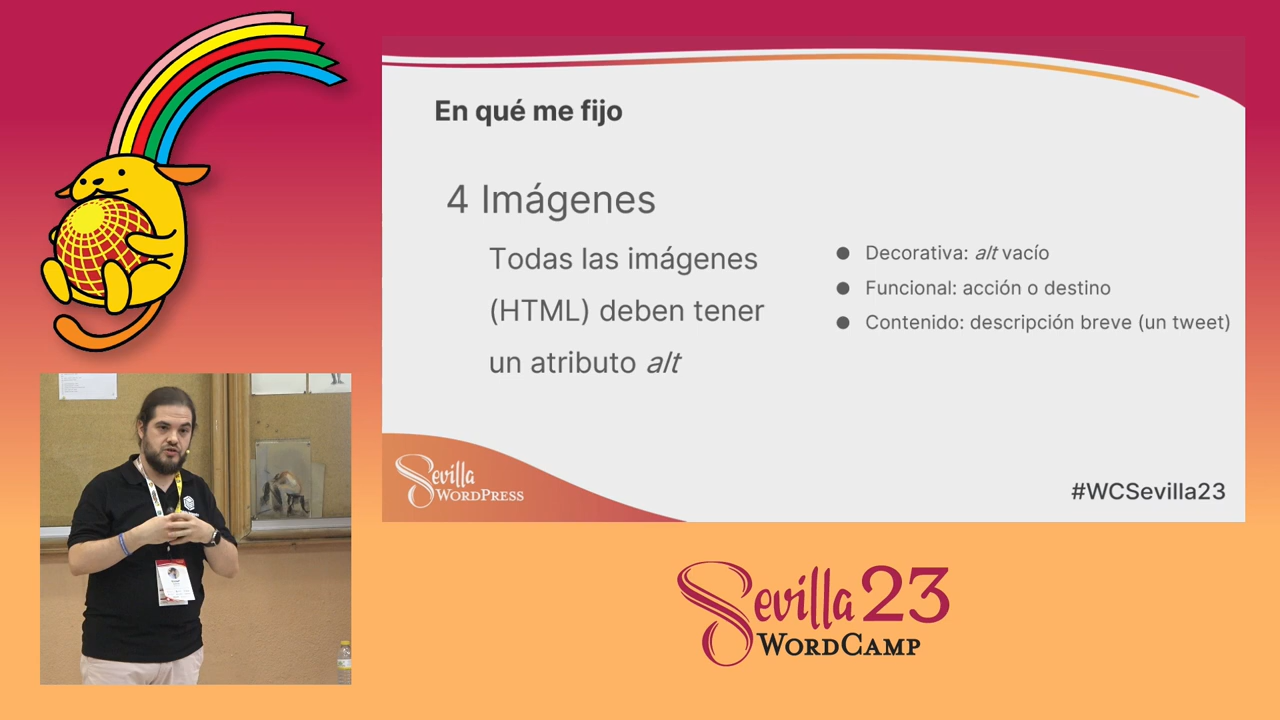 En qué me fijo
4 Imágenes
Todas las imágenes
(HTML) deben tener
un atributo alt
● Decorativa: alt vacío
● Funcional: acción o destino
● Contenido: descripción breve (un tweet)
Sevilla
WORDPRESS
#WCSevilla23
Sevilla 23
WORDCAMP